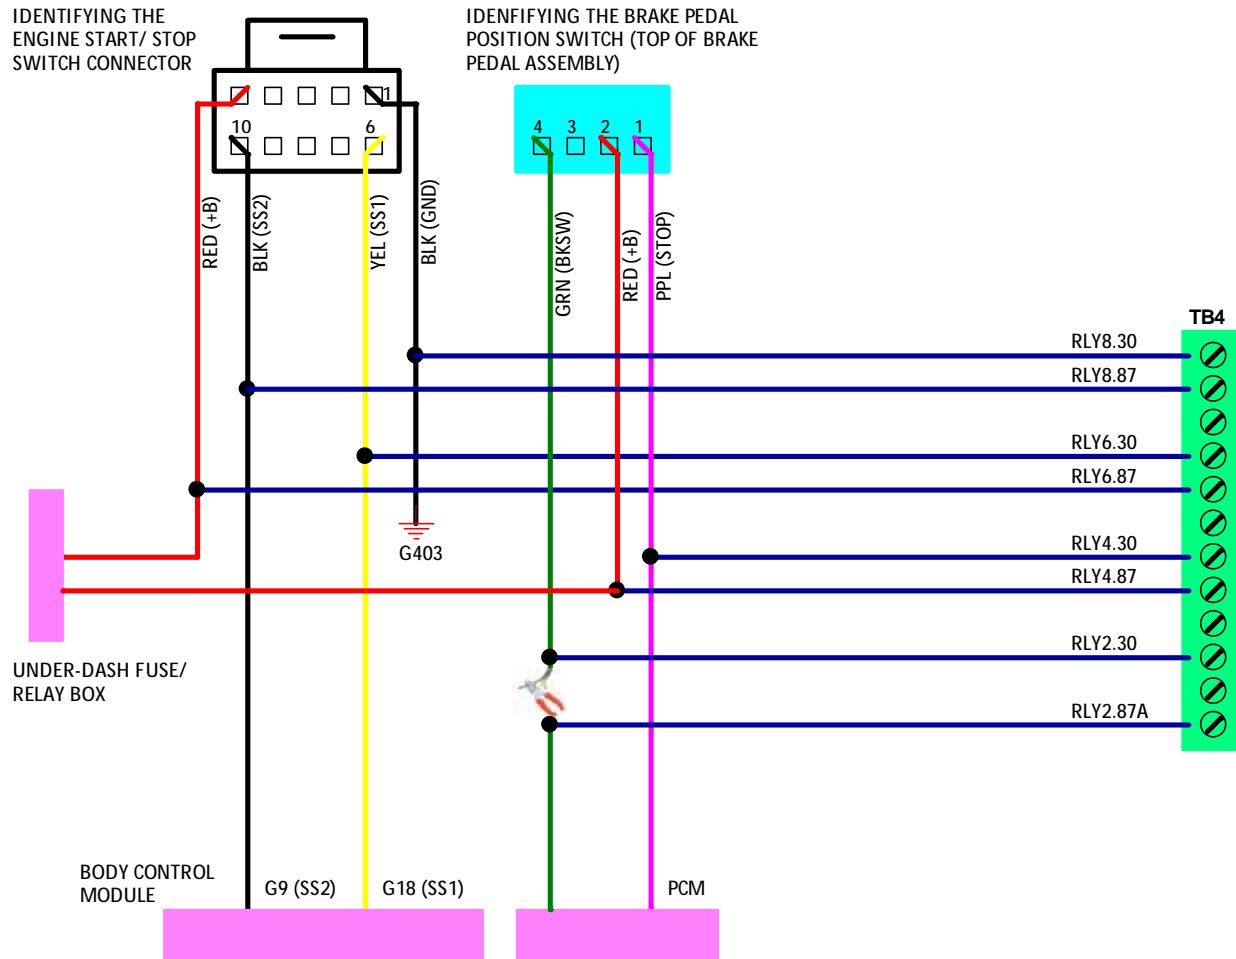 IDENTIFYING THE
ENGINE START/ STOP
SWITCH CONNECTOR
IDENFIFYING THE BRAKE PEDAL
POSITION SWITCH (TOP OF BRAKE
PEDAL ASSEMBLY)
1
10
6
4
3
2
1
RED (+B)
BLK (SS2)
YEL (SS1)
BLK (GND)
GRN (BKSW)
RED (+B)
PPL (STOP)
TB4
RLY8.30
RLY8.87
RLY6.30
RLY6.87
G403
RLY4.30
RLY4.87
RLY2.30
RLY2.87A
UNDER-DASH FUSE/
RELAY BOX
BODY CONTROL
MODULE
G9 (SS2)
G18 (SS1)
PCM